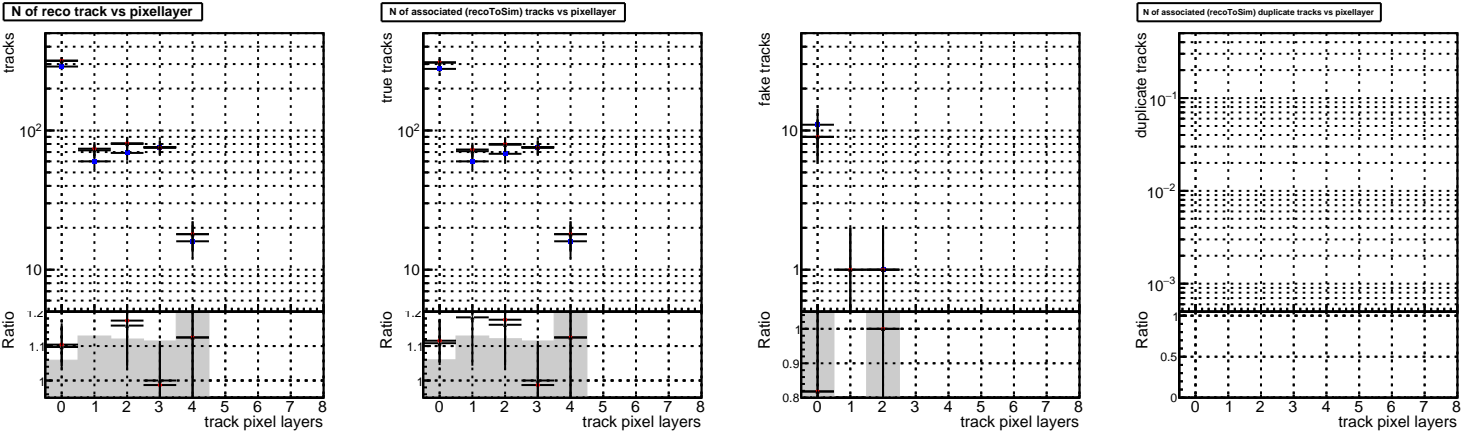 N of reco track vs pixellayer
tracks
10²
10
Ratio
1.2
1.1
1
0 1 2 3 4 5 6 7 8
track pixel layers
N of associated (recoToSim) tracks vs pixellayer
true tracks
10²
10
Ratio
1.2
1.1
1
0 1 2 3 4 5 6 7 8
track pixel layers
fake tracks
10
1
Ratio
1
0.9
0.8
0 1 2 3 4 5 6 7 8
track pixel layers
N of associated (recoToSim) duplicate tracks vs pixellayer
duplicate tracks
10⁻¹
10⁻²
10⁻³
Ratio
1
0.5
0
0 1 2 3 4 5 6 7 8
track pixel layers